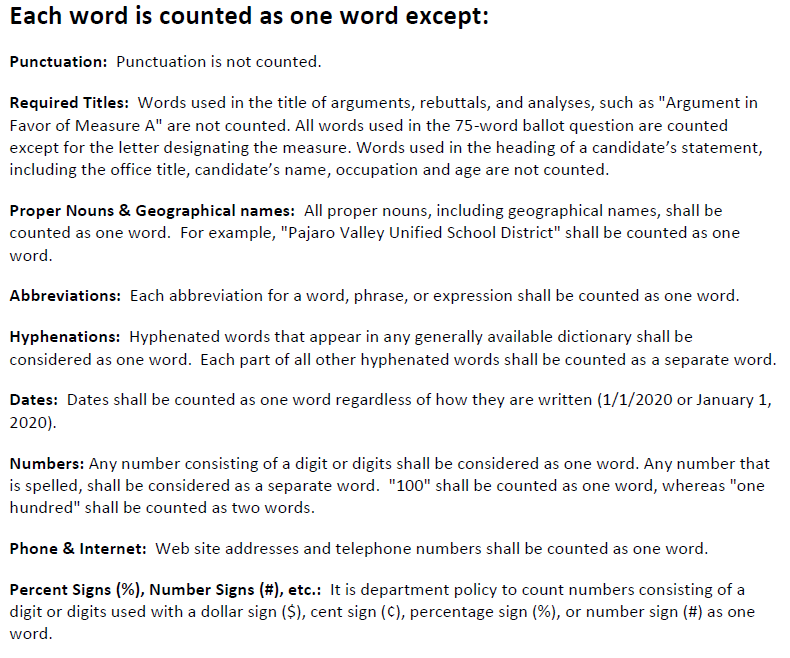 Each word is counted as one word except:
Punctuation: Punctuation is not counted.
Required Titles: Words used in the title of arguments, rebuttals, and analyses, such as "Argument in
Favor of Measure A" are not counted. All words used in the 75-word ballot question are counted
except for the letter designating the measure. Words used in the heading of a candidate’s statement,
including the office title, candidate’s name, occupation and age are not counted.
Proper Nouns & Geographical names: All proper nouns, including geographical names, shall be
counted as one word. For example, "Pajaro Valley Unified School District" shall be counted as one
word.
Abbreviations: Each abbreviation for a word, phrase, or expression shall be counted as one word.
Hyphenations: Hyphenated words that appear in any generally available dictionary shall be
considered as one word. Each part of all other hyphenated words shall be counted as a separate word.
Dates: Dates shall be counted as one word regardless of how they are written (1/1/2020 or January 1,
2020).
Numbers: Any number consisting of a digit or digits shall be considered as one word. Any number that
is spelled, shall be considered as a separate word. "100" shall be counted as one word, whereas "one
hundred" shall be counted as two words.
Phone & Internet: Web site addresses and telephone numbers shall be counted as one word.
Percent Signs (%), Number Signs (#), etc.: It is department policy to count numbers consisting of a
digit or digits used with a dollar sign ($), cent sign (¢), percentage sign (%), or number sign (#) as one
word.